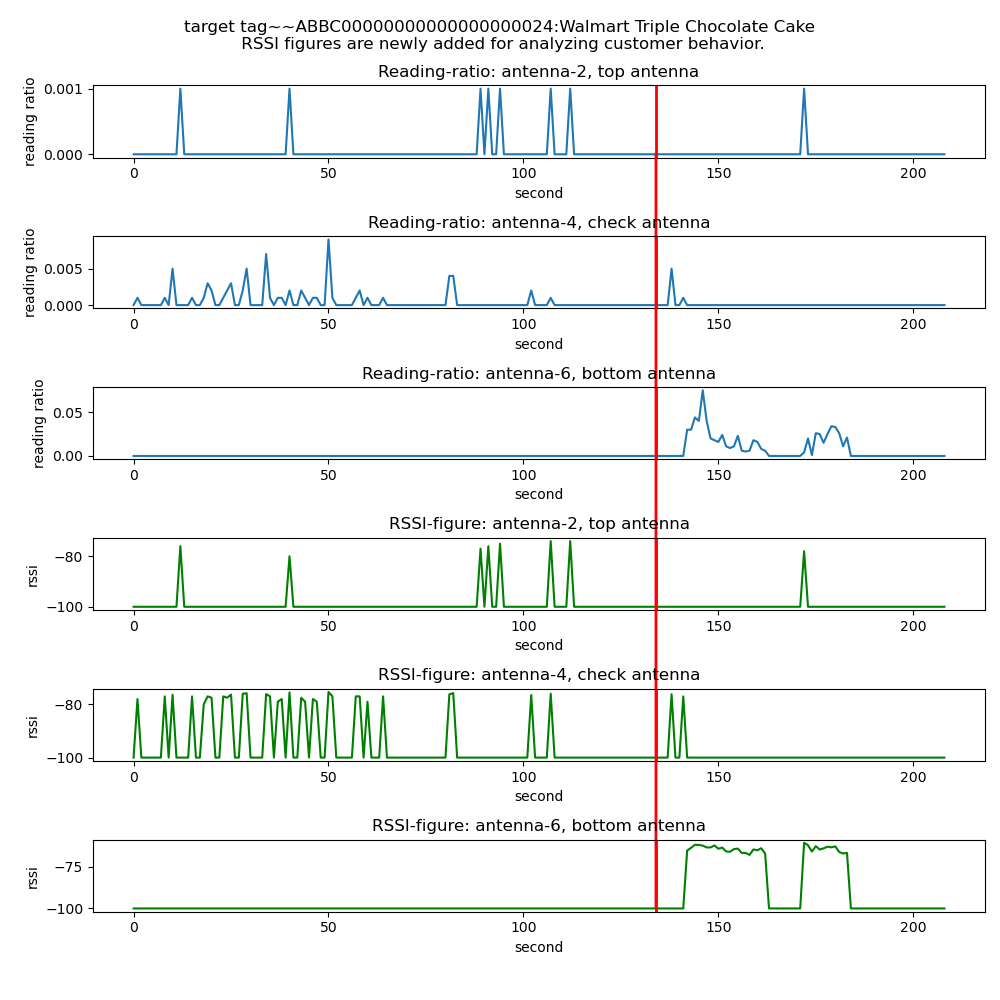 target tag~~ABBC00000000000000000024:Walmart Triple Chocolate Cake
RSSI figures are newly added for analyzing customer behavior.
Reading-ratio: antenna-2, top antenna
reading ratio
0.001
0.000
0 50 100 150 200
second
Reading-ratio: antenna-4, check antenna
reading ratio
0.005
0.000
0 50 100 150 200
second
Reading-ratio: antenna-6, bottom antenna
reading ratio
0.05
0.00
0 50 100 150 200
second
RSSI-figure: antenna-2, top antenna
rssi
−80
−100
0 50 100 150 200
second
RSSI-figure: antenna-4, check antenna
rssi
−80
−100
0 50 100 150 200
second
RSSI-figure: antenna-6, bottom antenna
rssi
−75
−100
0 50 100 150 200
second